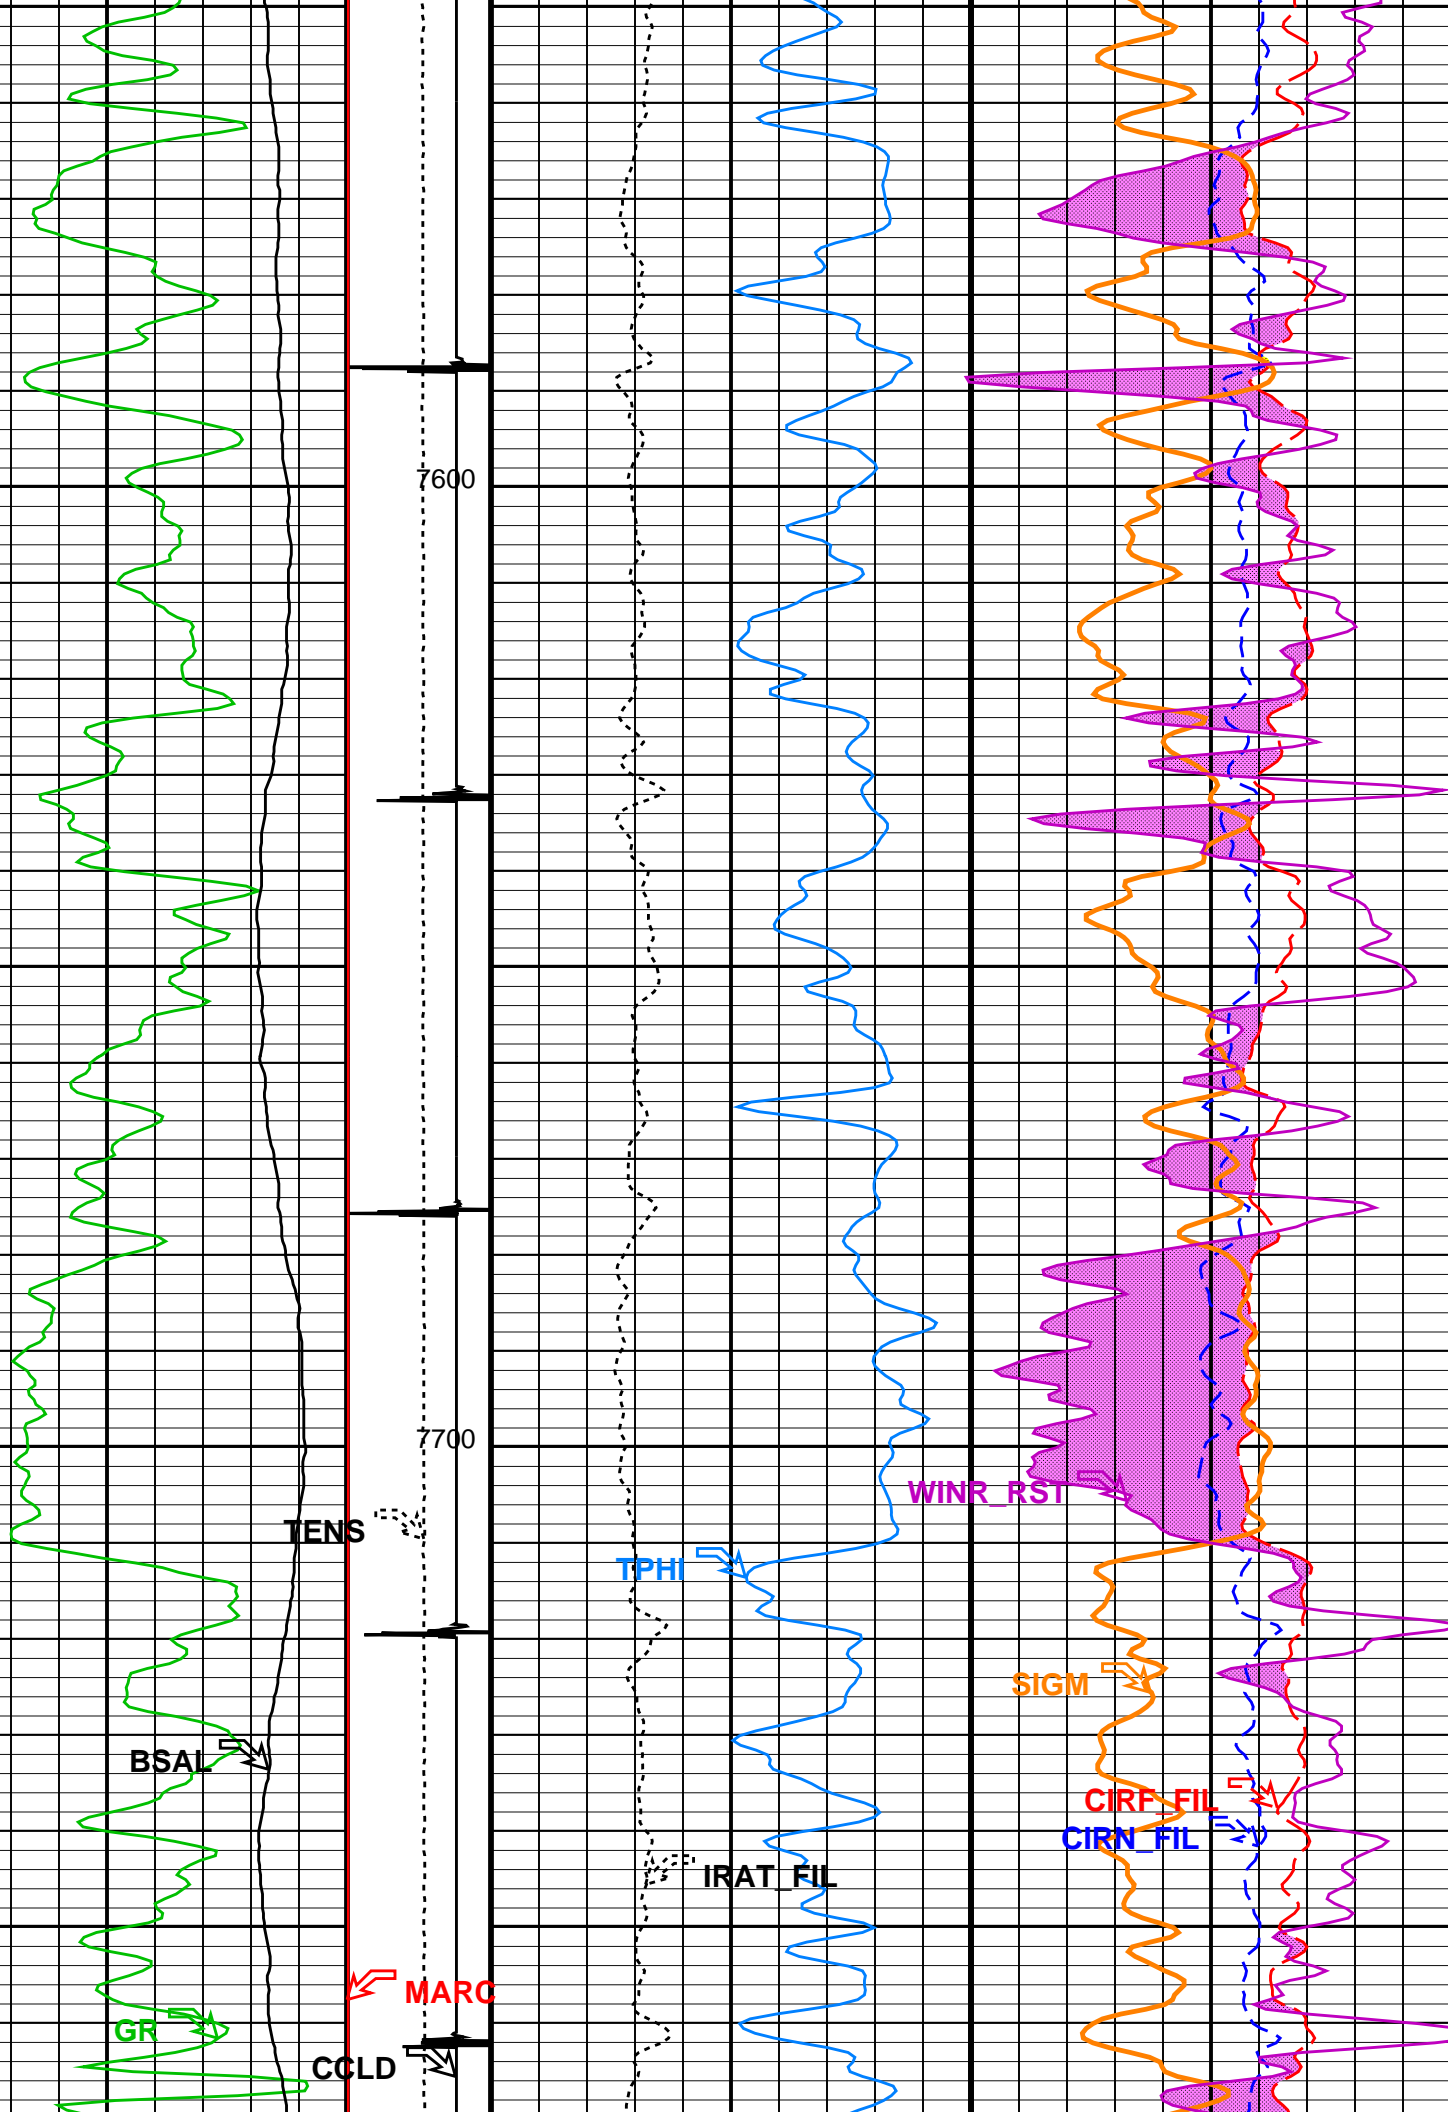 7600
7700
WINR_RST
TENS
TPHI
SIGM
BSAL
CIRF_FIL
CIRN_FIL
IRAT_FIL
MARC
GR
CCLD